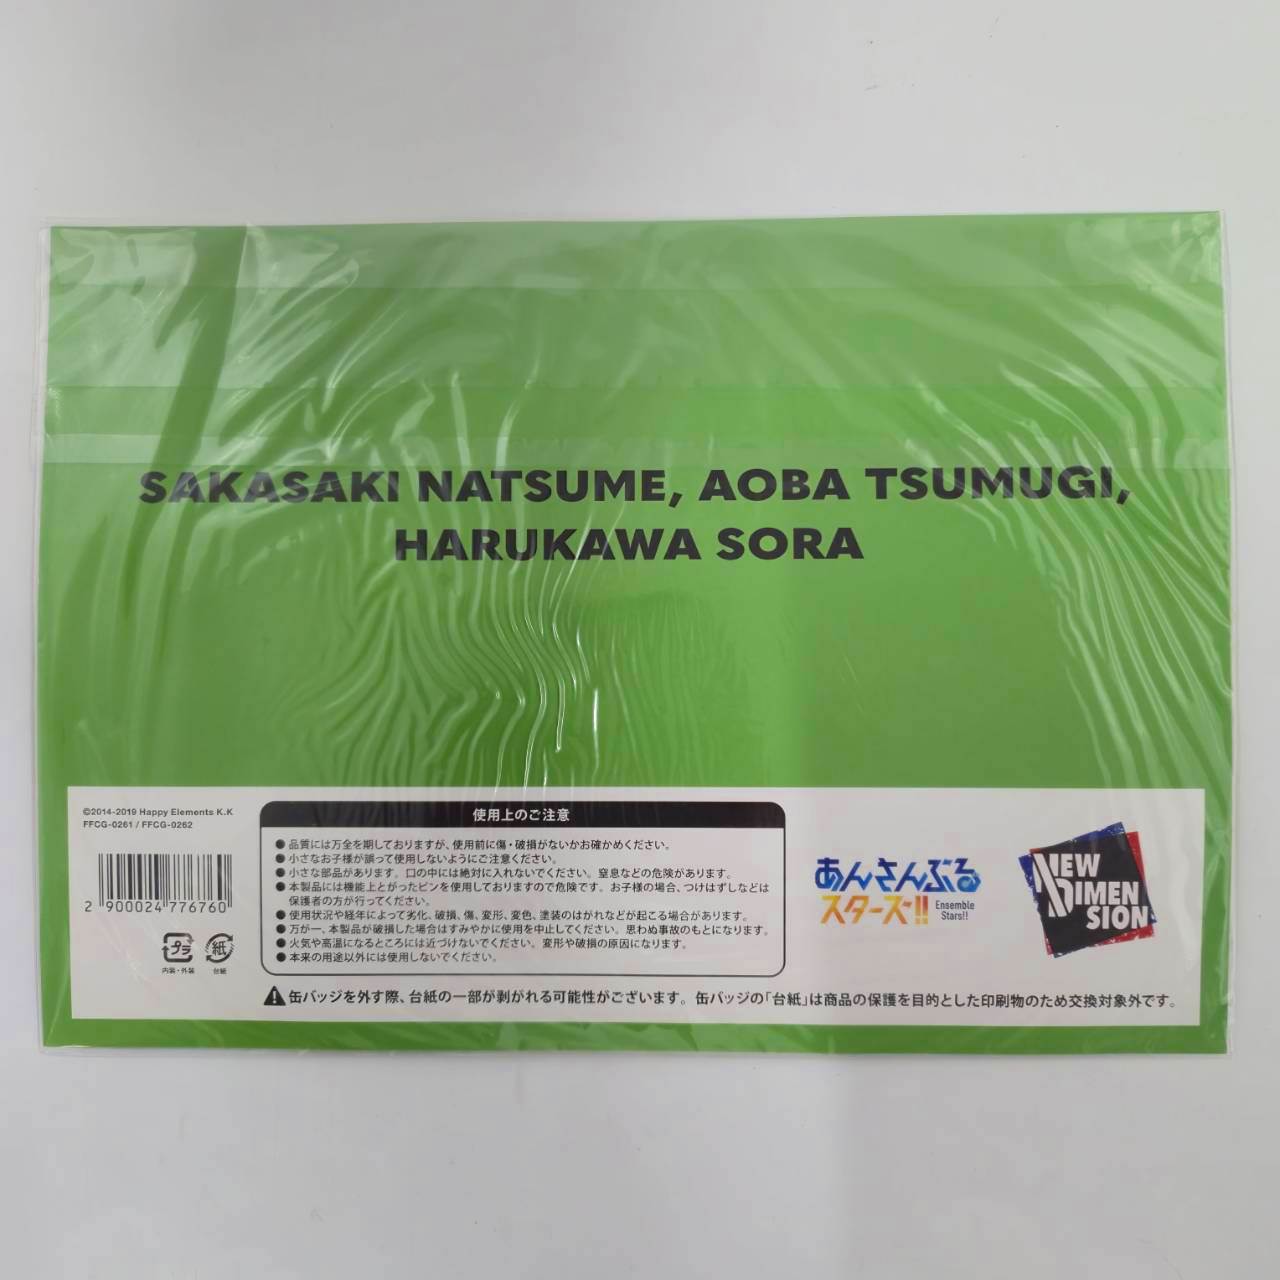 SAKASAKI NATSUME, AOBA TSUMUGI,
HARUKAWA SORA
©2014-2019 Happy Elements K.K
FFCG-0261 / FFCG-0262
2 900024 776760
プラ
内装・外装
紙
台紙
使用上のご注意
● 品質には万全を期しておりますが、使用前に傷・破損がないかお確かめください。
● 小さなお子様が誤って使用しないようにご注意ください。
● 小さな部品があります。口の中には絶対に入れないでください。窒息などの危険があります。
● 本製品には機能上とがったピンを使用しておりますので危険です。お子様の場合、つけはずしなどは
保護者の方が行ってください。
● 使用状況や経年によって劣化、破損、傷、変形、変色、塗装のはがれなどが起こる場合があります。
● 万が一、本製品が破損した場合はすみやかに使用を中止してください。思わぬ事故のもとになります。
● 火気や高温になるところには近づけないでください。変形や破損の原因になります。
● 本来の用途以外には使用しないでください。
あんさんぶる
スターズ!!
Ensemble
Stars!!
NEW
DIMEN
SION
缶バッジを外す際、台紙の一部が剥がれる可能性がございます。缶バッジの「台紙」は商品の保護を目的とした印刷物のため交換対象外です。